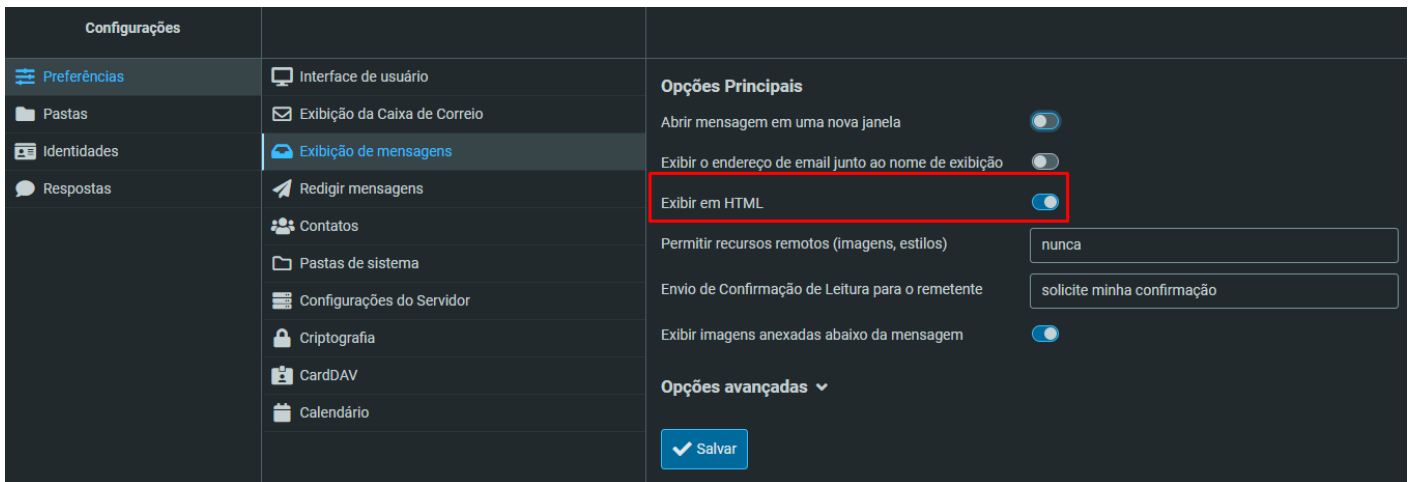 Configurações
Preferências
Pastas
Identidades
Respostas
Interface de usuário
Exibição da Caixa de Correio
Exibição de mensagens
Redigir mensagens
Contatos
Pastas de sistema
Configurações do Servidor
Criptografia
CardDAV
Calendário
Opções Principais
Abrir mensagem em uma nova janela
Exibir o endereço de email junto ao nome de exibição
Exibir em HTML
Permitir recursos remotos (imagens, estilos) nunca
Envio de Confirmação de Leitura para o remetente solicite minha confirmação
Exibir imagens anexadas abaixo da mensagem
Opções avançadas
Salvar